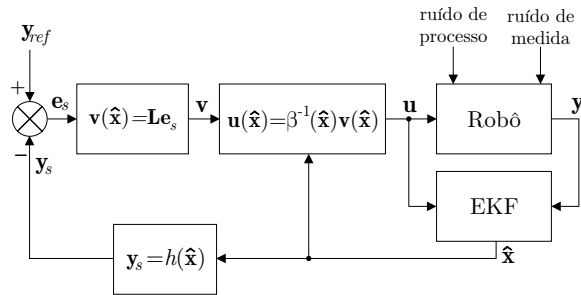 ruído de
processo
ruído de
medida
y_ref
+
e_s
v(x̂)=Le_s
v
u(x̂)=β⁻¹(x̂)v(x̂)
u
Robô
y
−
y_s
EKF
y_s=h(x̂)
x̂